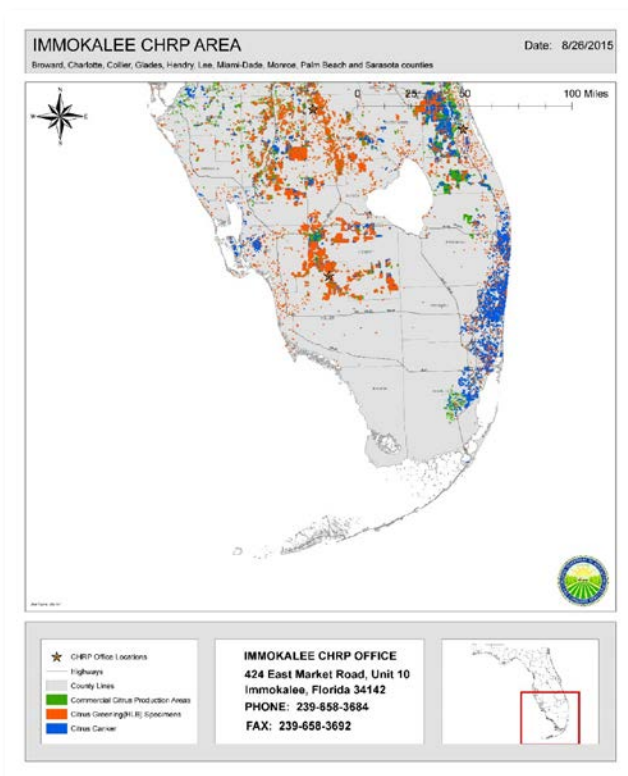 IMMOKALEE CHRP AREA
Date: 8/26/2015
Broward, Charlotte, Collier, Glades, Hendry, Lee, Miami-Dade, Monroe, Palm Beach and Sarasota counties
0 25 50 100 Miles
CHRP Office Locations
Highways
County Lines
Commercial Citrus Production Areas
Citrus Greening(HLB) Specimens
Citrus Canker
IMMOKALEE CHRP OFFICE
424 East Market Road, Unit 10
Immokalee, Florida 34142
PHONE: 239-658-3684
FAX: 239-658-3692